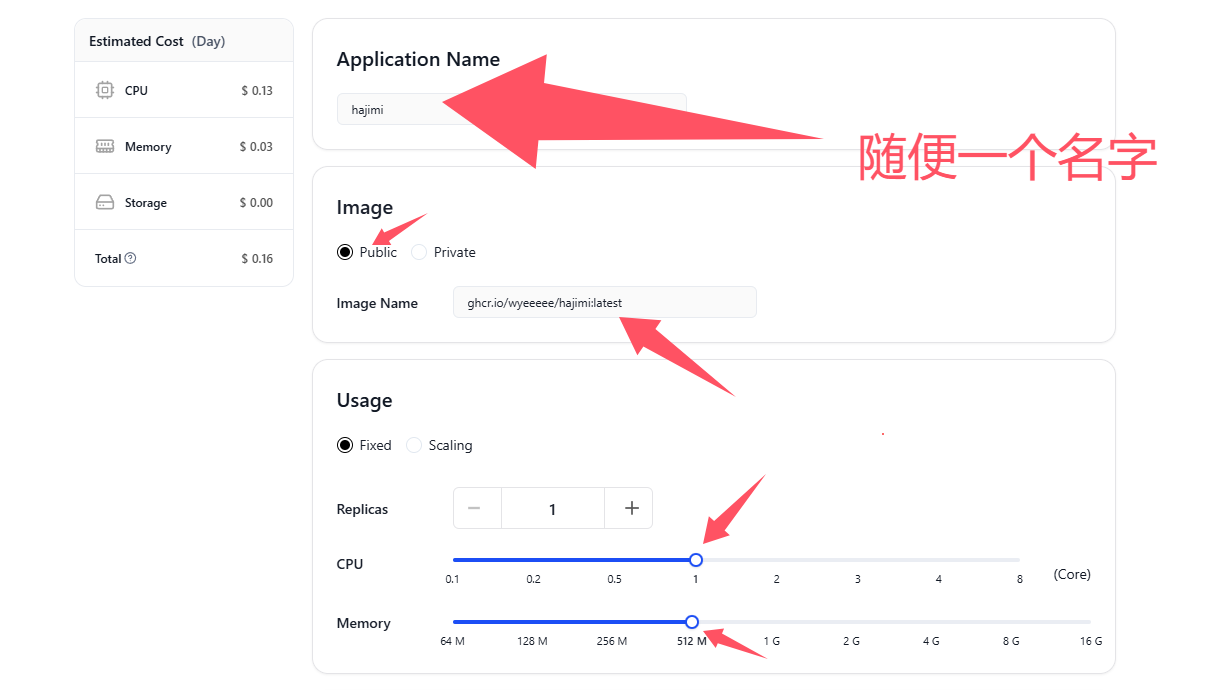 Estimated Cost (Day)
CPU $ 0.13
Memory $ 0.03
Storage $ 0.00
Total $ 0.16
Application Name
hajimi
随便一个名字
Image
Public Private
Image Name ghcr.io/wyeeeee/hajimi:latest
Usage
Fixed Scaling
Replicas − 1 +
CPU
0.1 0.2 0.5 1 2 3 4 8 (Core)
Memory
64 M 128 M 256 M 512 M 1 G 2 G 4 G 8 G 16 G